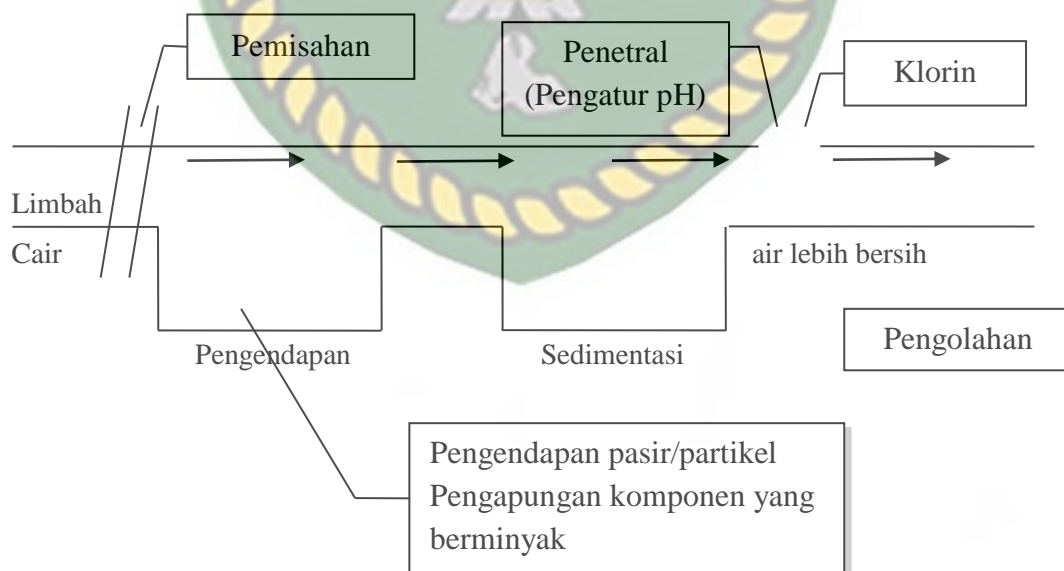 Pemisahan
Penetral
(Pengatur pH)
Klorin
Limbah
Cair
air lebih bersih
Pengendapan
Sedimentasi
Pengolahan
Pengendapan pasir/partikel
Pengapungan komponen yang
berminyak